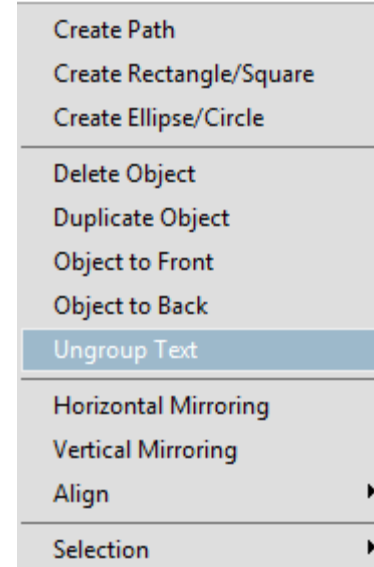 Create Path
Create Rectangle/Square
Create Ellipse/Circle
Delete Object
Duplicate Object
Object to Front
Object to Back
Ungroup Text
Horizontal Mirroring
Vertical Mirroring
Align
Selection